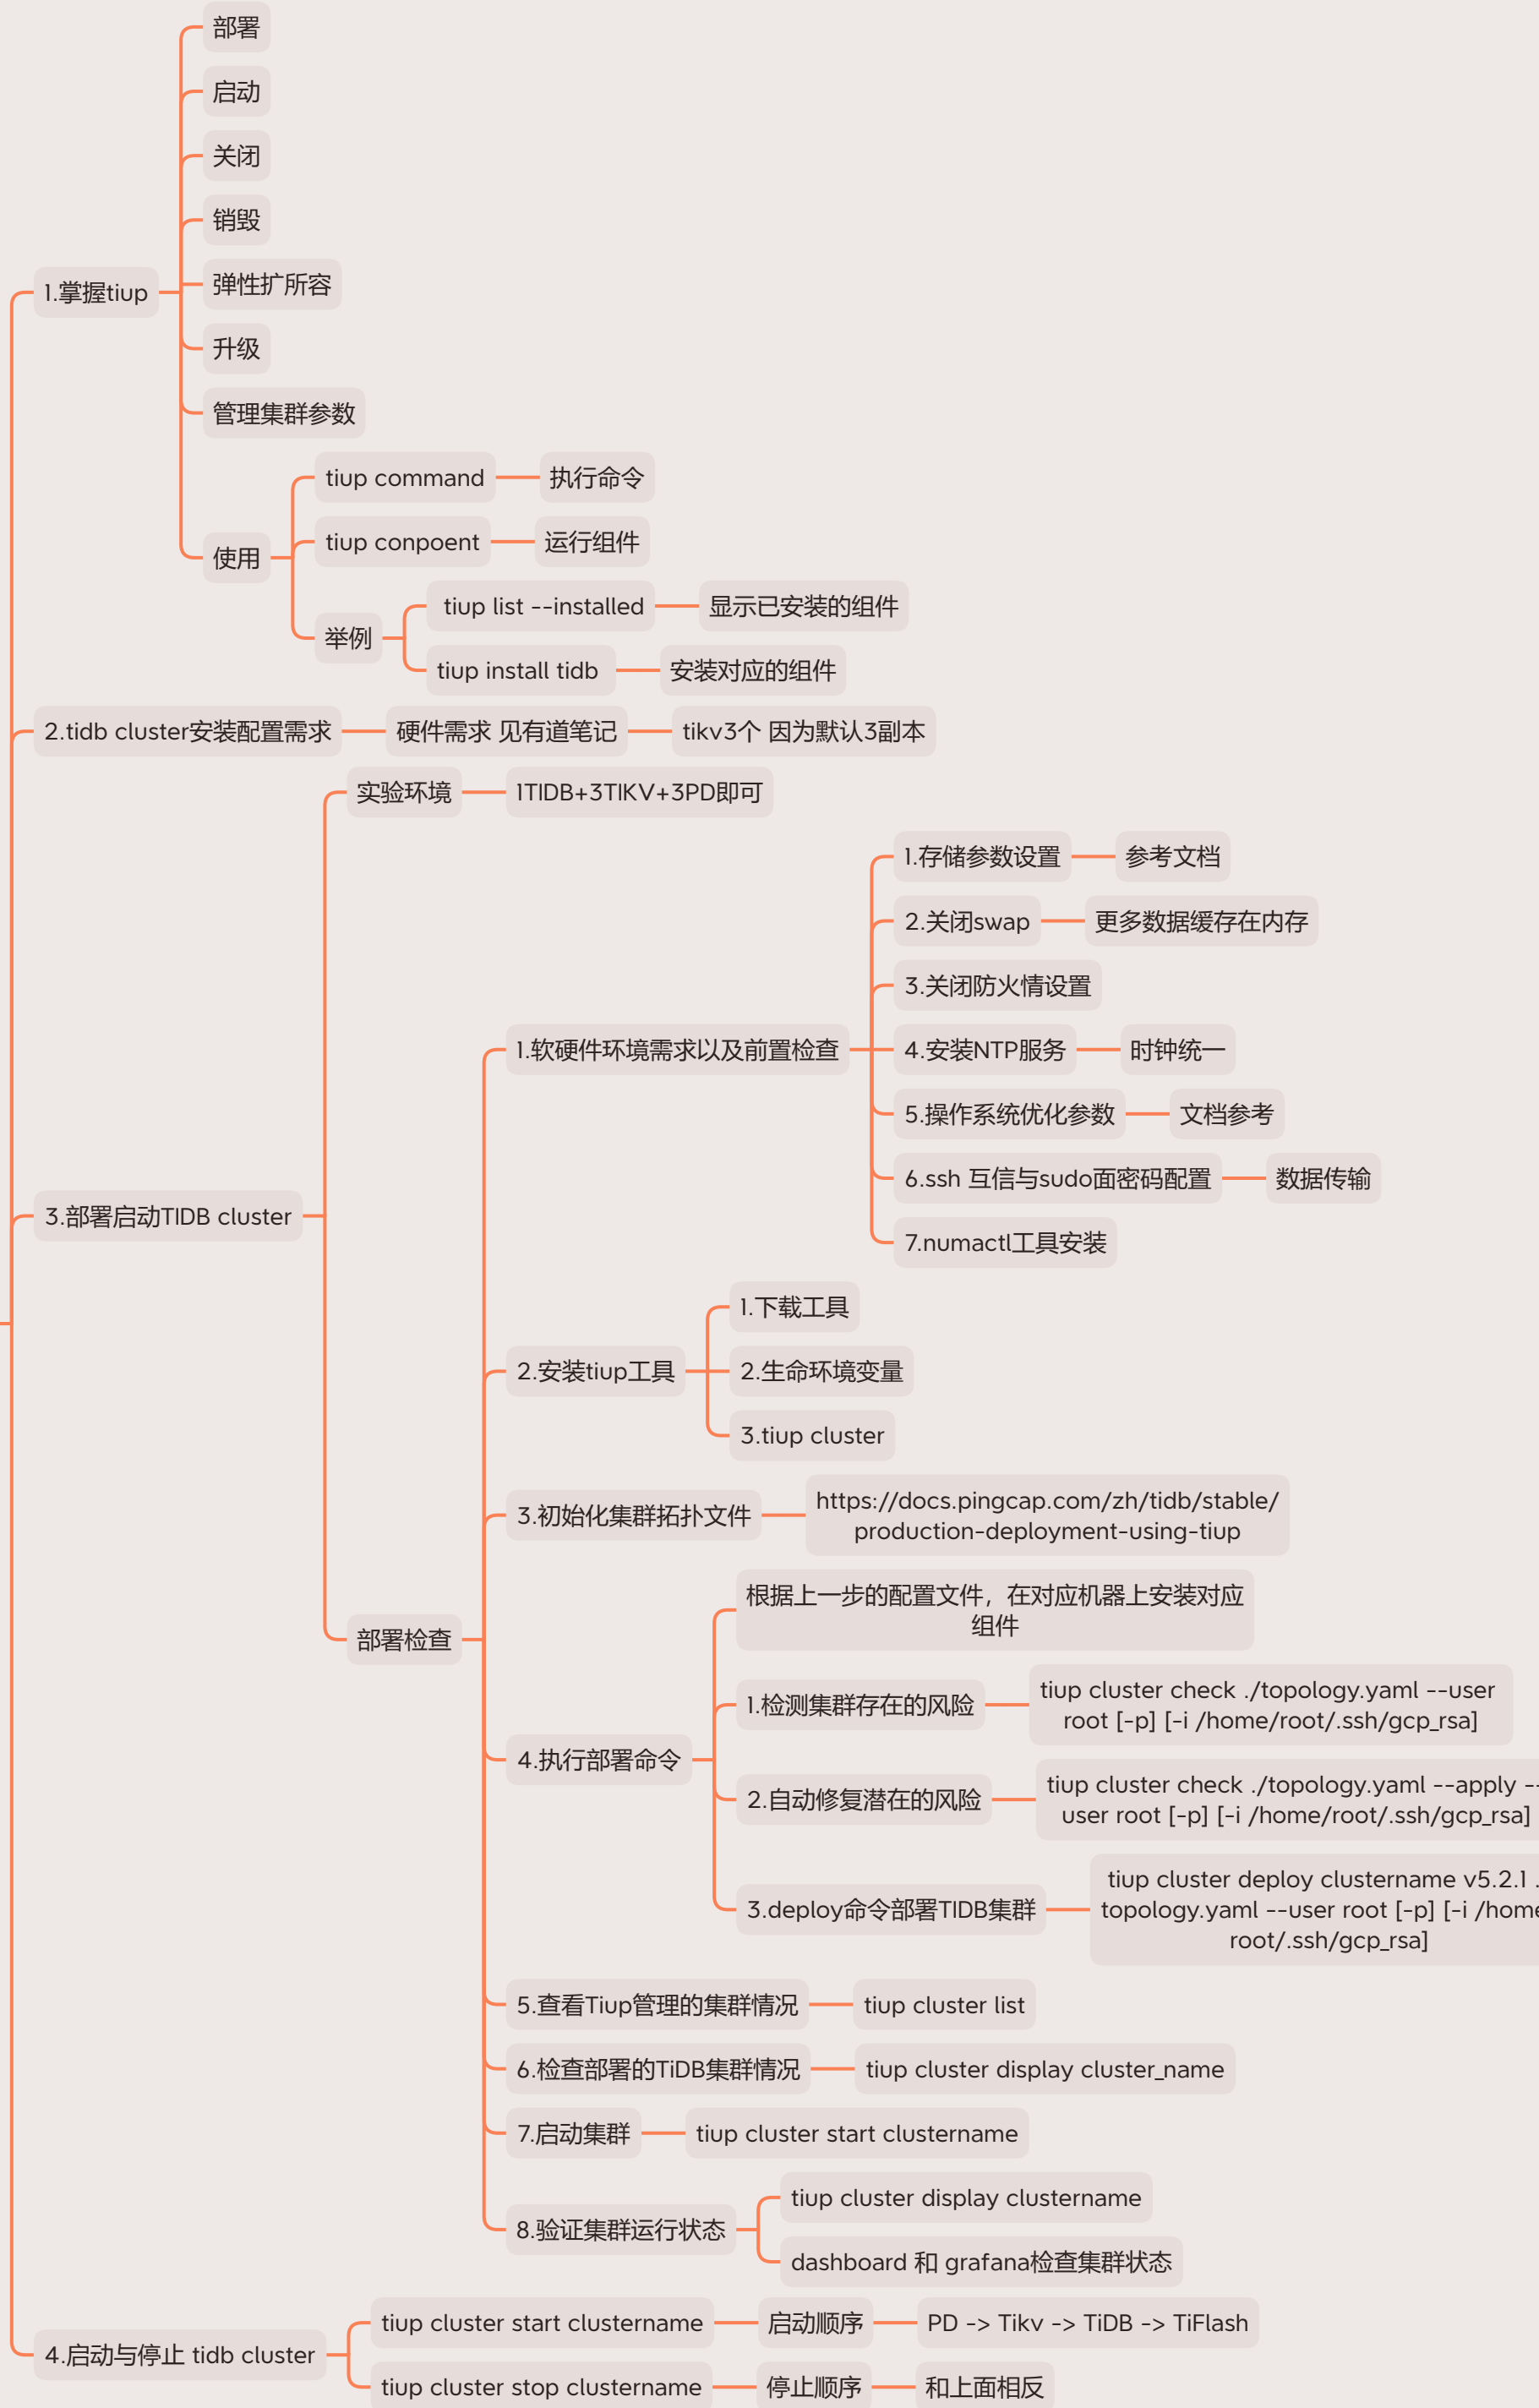 部署
启动
关闭
销毁
弹性扩所容
1.掌握tiup
升级
管理集群参数
使用
tiup command
执行命令
tiup conpoent
运行组件
举例
tiup list --installed
显示已安装的组件
tiup install tidb
安装对应的组件
2.tidb cluster安装配置需求
硬件需求 见有道笔记
tikv3个 因为默认3副本
3.部署启动TIDB cluster
实验环境
1TIDB+3TIKV+3PD即可
部署检查
1.软硬件环境需求以及前置检查
1.存储参数设置
参考文档
2.关闭swap
更多数据缓存在内存
3.关闭防火情设置
4.安装NTP服务
时钟统一
5.操作系统优化参数
文档参考
6.ssh 互信与sudo面密码配置
数据传输
7.numactl工具安装
2.安装tiup工具
1.下载工具
2.生命环境变量
3.tiup cluster
3.初始化集群拓扑文件
https://docs.pingcap.com/zh/tidb/stable/
production-deployment-using-tiup
4.执行部署命令
根据上一步的配置文件，在对应机器上安装对应
组件
1.检测集群存在的风险
tiup cluster check ./topology.yaml --user
root [-p] [-i /home/root/.ssh/gcp_rsa]
2.自动修复潜在的风险
tiup cluster check ./topology.yaml --apply --
user root [-p] [-i /home/root/.ssh/gcp_rsa]
3.deploy命令部署TIDB集群
tiup cluster deploy clustername v5.2.1 .
topology.yaml --user root [-p] [-i /home
root/.ssh/gcp_rsa]
5.查看Tiup管理的集群情况
tiup cluster list
6.检查部署的TiDB集群情况
tiup cluster display cluster_name
7.启动集群
tiup cluster start clustername
8.验证集群运行状态
tiup cluster display clustername
dashboard 和 grafana检查集群状态
4.启动与停止 tidb cluster
tiup cluster start clustername
启动顺序
PD -> Tikv -> TiDB -> TiFlash
tiup cluster stop clustername
停止顺序
和上面相反